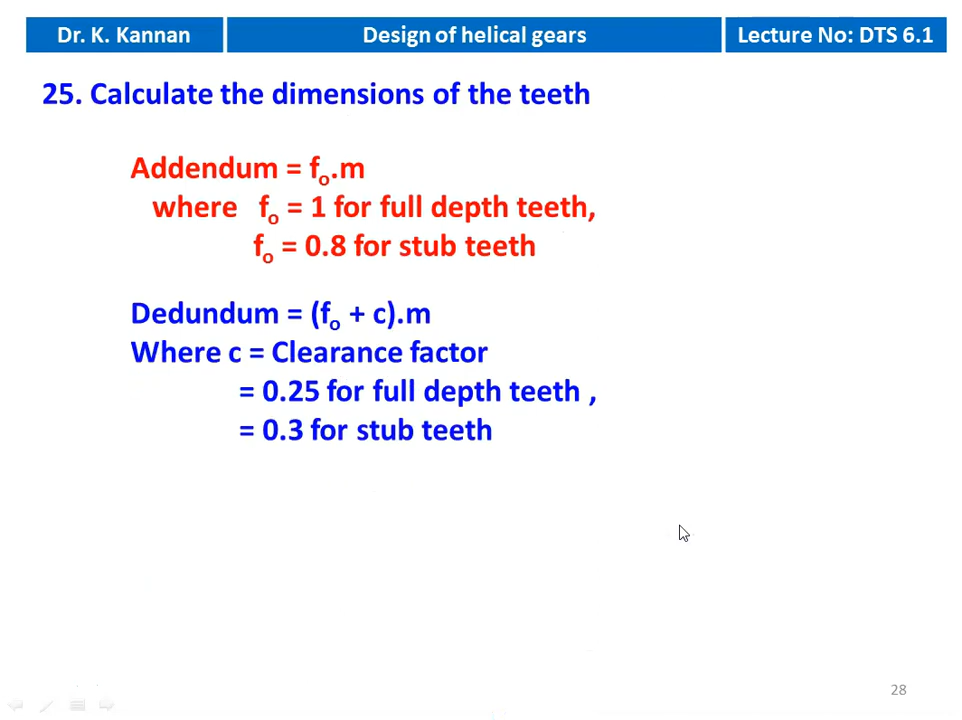 Dr. K. Kannan
Design of helical gears
Lecture No: DTS 6.1
25. Calculate the dimensions of the teeth
Addendum = fo.m
where fo = 1 for full depth teeth,
fo = 0.8 for stub teeth
Dedundum = (fo + c).m
Where c = Clearance factor
= 0.25 for full depth teeth ,
= 0.3 for stub teeth
28